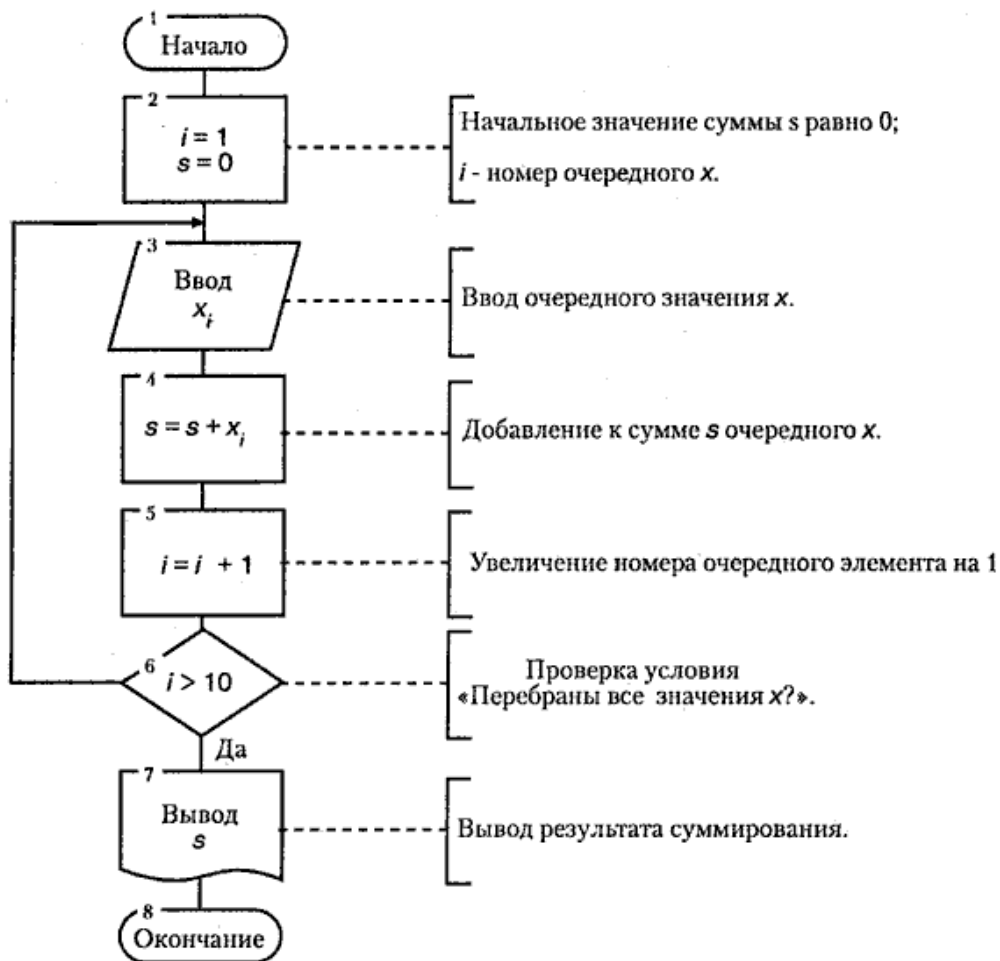 1
Начало
2
i = 1
s = 0
Начальное значение суммы s равно 0;
i - номер очередного x.
3
Ввод
xi
Ввод очередного значения x.
4
s = s + xi
Добавление к сумме s очередного x.
5
i = i + 1
Увеличение номера очередного элемента на 1
6
i > 10
Проверка условия
«Перебраны все значения x?».
Да
7
Вывод
s
Вывод результата суммирования.
8
Окончание